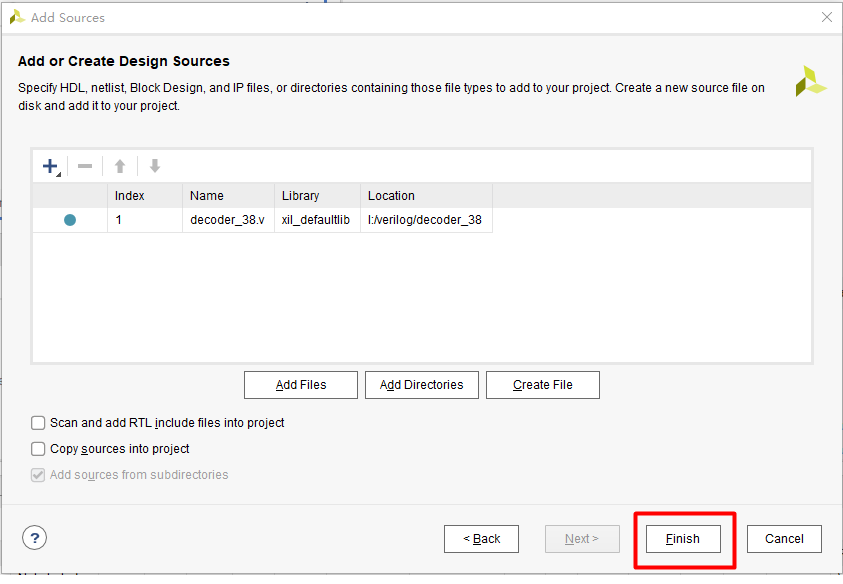 Add Sources
Add or Create Design Sources
Specify HDL, netlist, Block Design, and IP files, or directories containing those file types to add to your project. Create a new source file on
disk and add it to your project.
Index Name Library Location
1 decoder_38.v xil_defaultlib I:/verilog/decoder_38
Add Files Add Directories Create File
Scan and add RTL include files into project
Copy sources into project
Add sources from subdirectories
? < Back Next > Finish Cancel